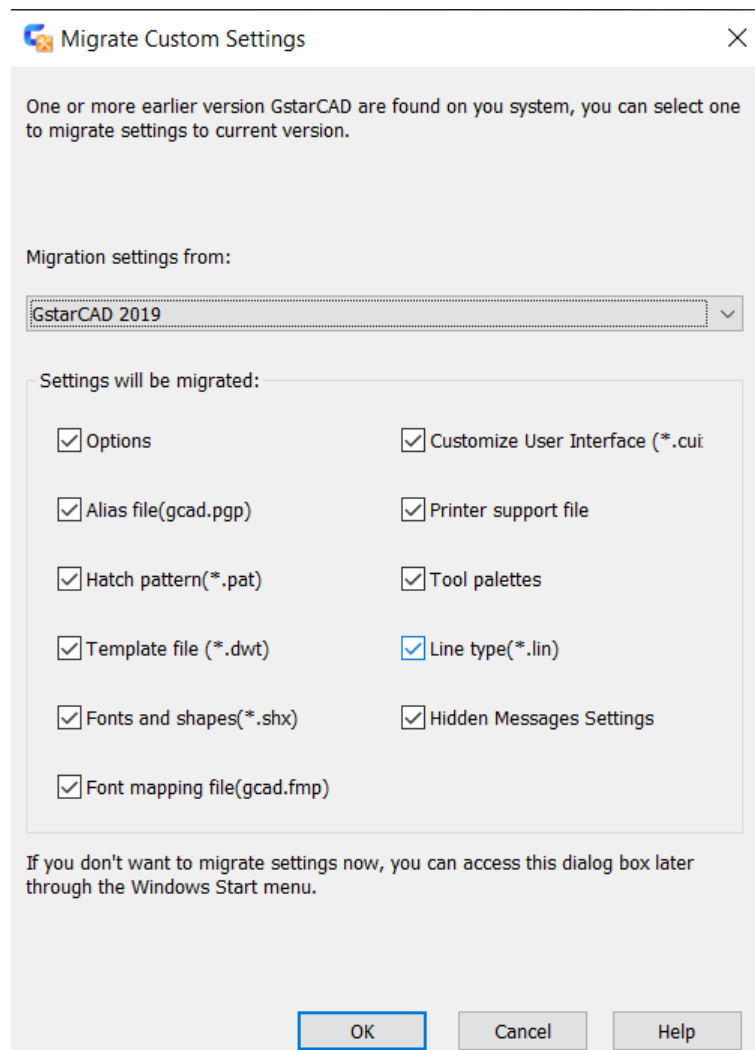 Migrate Custom Settings
One or more earlier version GstarCAD are found on you system, you can select one
to migrate settings to current version.
Migration settings from:
GstarCAD 2019
Settings will be migrated:
Options
Customize User Interface (*.cui
Alias file(gcad.pgp)
Printer support file
Hatch pattern(*.pat)
Tool palettes
Template file (*.dwt)
Line type(*.lin)
Fonts and shapes(*.shx)
Hidden Messages Settings
Font mapping file(gcad.fmp)
If you don't want to migrate settings now, you can access this dialog box later
through the Windows Start menu.
OK
Cancel
Help